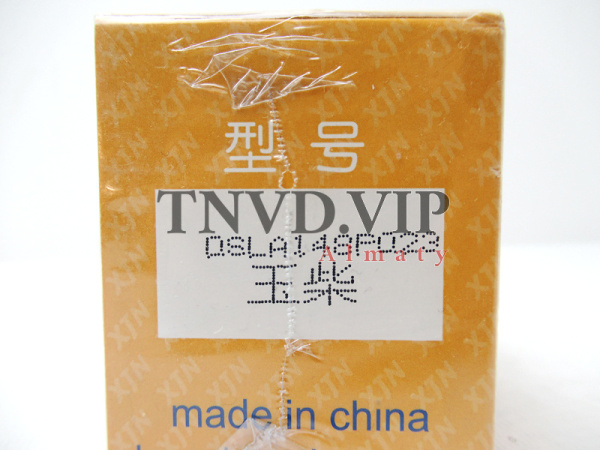 型号
TNVD.VIP
DSLA148P023
Almaty
玉柴
made in china